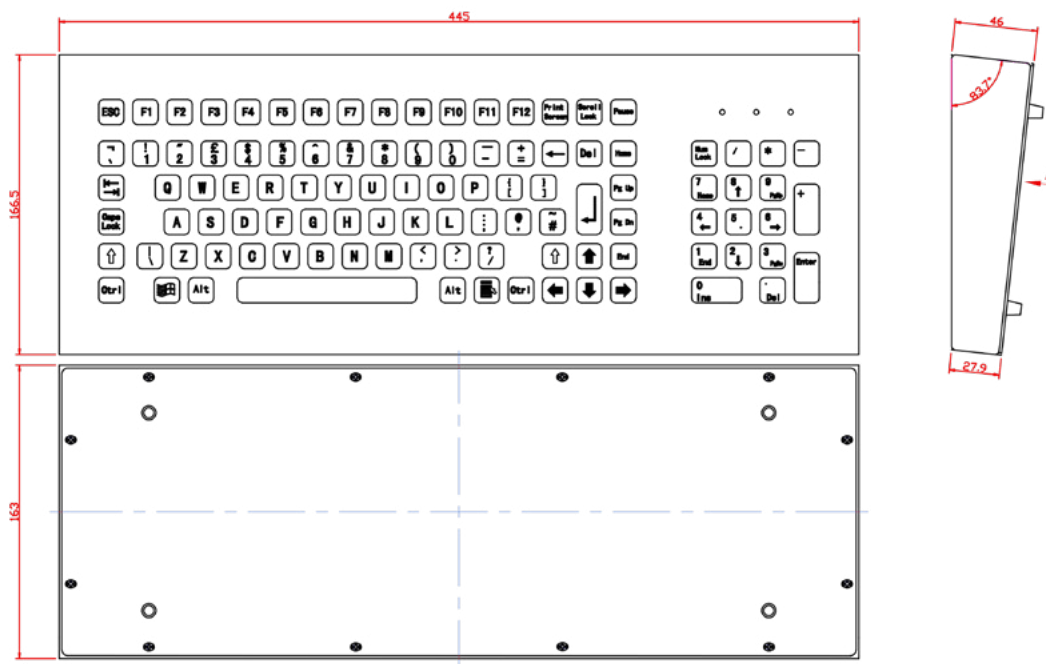 445
46
83.7°
166.5
27.9
163
ESC F1 F2 F3 F4 F5 F6 F7 F8 F9 F10 F11 F12 Print Screen Scroll Lock Pause
¬ ` ! 1 " 2 £ 3 $ 4 % 5 ^ 6 & 7 * 8 ( 9 ) 0 _ - + = ← Del Home Num Lock / * -
Q W E R T Y U I O P { [ } ] Pg Up 7 Home 8 ↑ 9 PgUp +
Caps Lock A S D F G H J K L : ; @ ' ~ # Pg Dn 4 ← 5 . 6 →
⇧ | \ Z X C V B N M < , > . ? / ⇧ End 1 End 2 ↓ 3 PgDn Enter
Ctrl Alt Alt Ctrl 0 Ins . Del